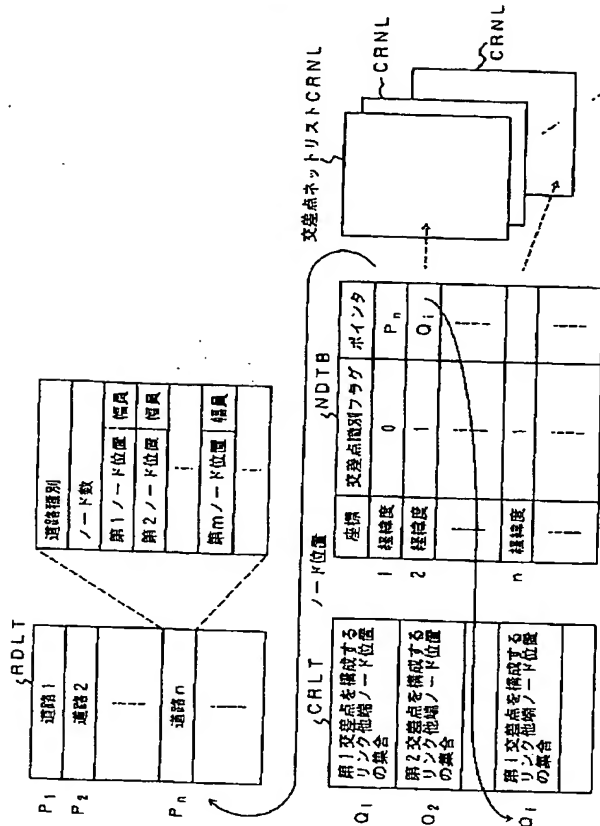 RDLT
P₁ 道路1
P₂ 道路2
Pₙ 道路n
道路種別
ノード数
第1ノード位置 幅員
第2ノード位置 幅員
第mノード位置 幅員
CRLT
Q₁ 第1交差点を構成する
リンク他端ノード位置
の集合
Q₂ 第2交差点を構成する
リンク他端ノード位置
の集合
Qᵢ 第i交差点を構成する
リンク他端ノード位置
の集合
ノード位置
NDTB
座標 交差点識別フラグ ポインタ
1 経緯度 0 Pₙ
2 経緯度 1 Qᵢ
n 経緯度 1
交差点ネットリストCRNL
CRNL
CRNL